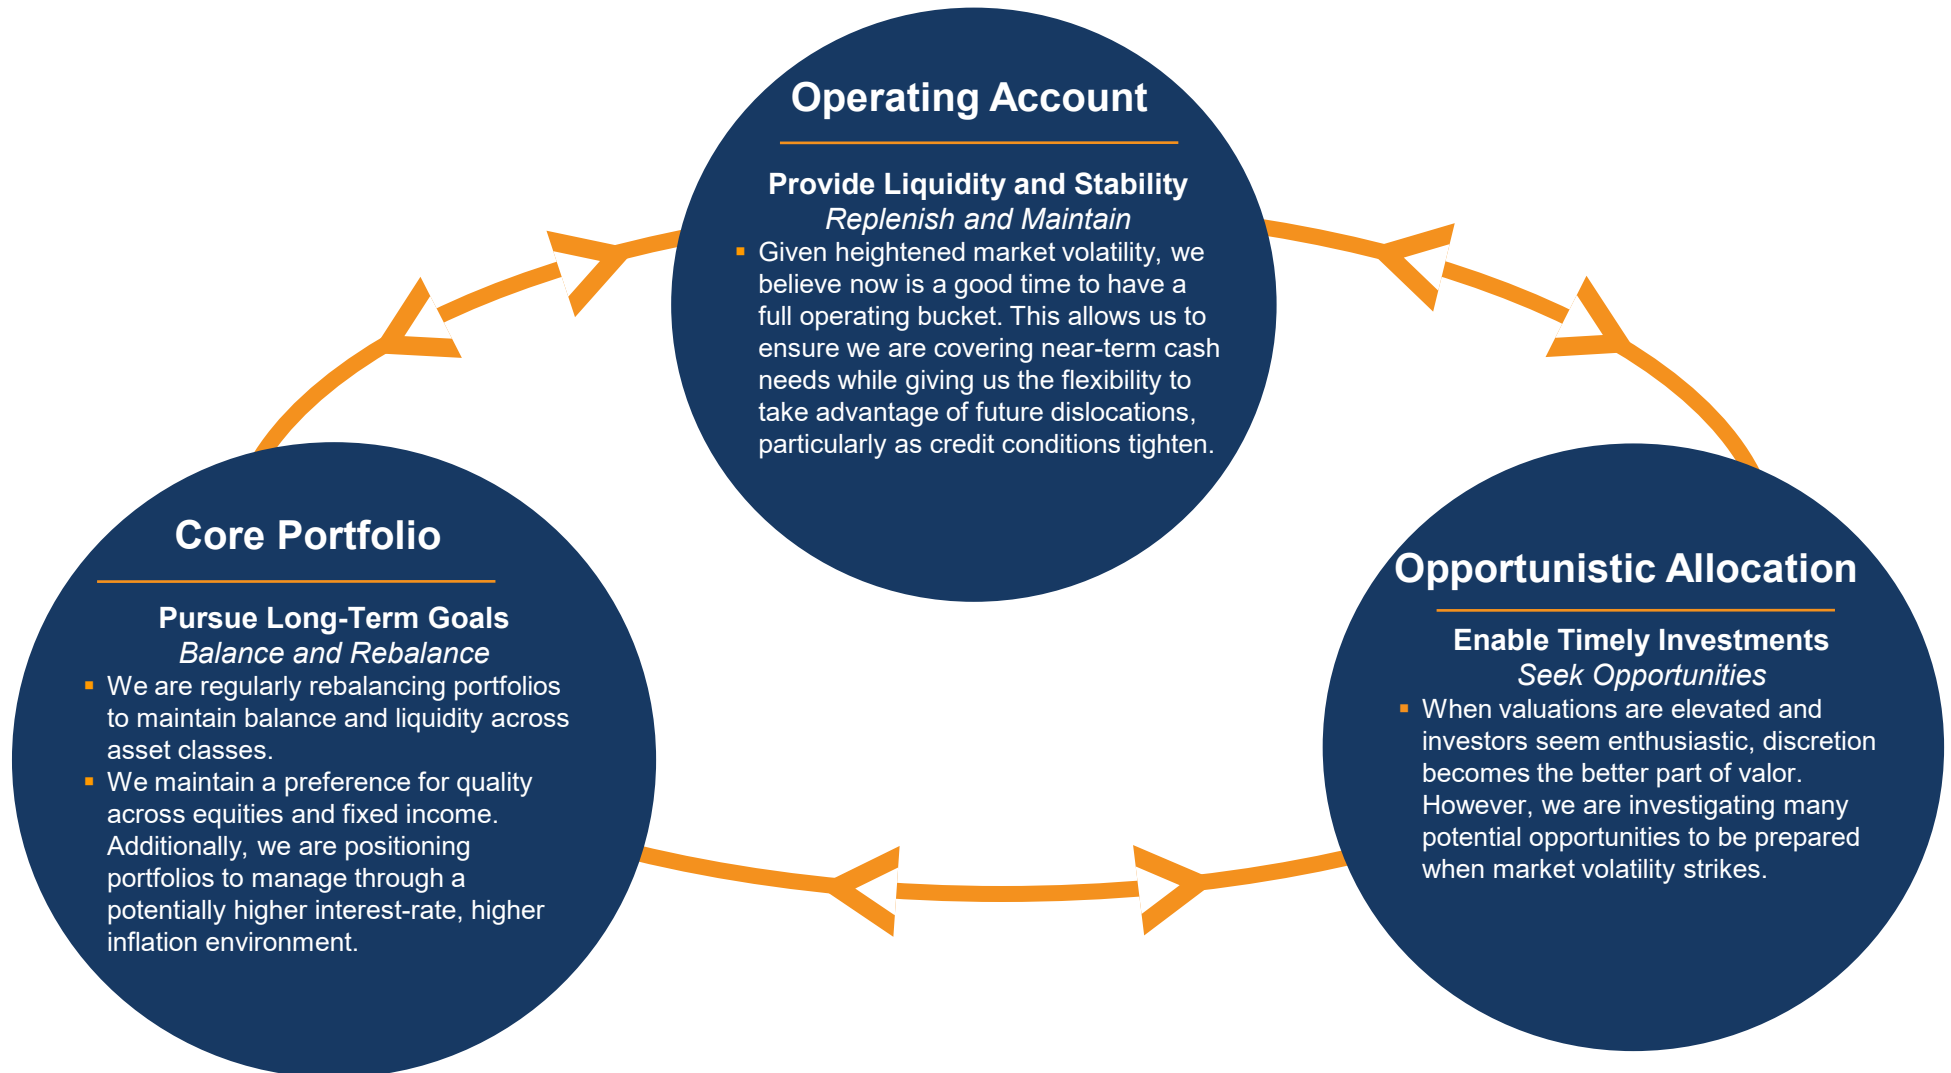 Operating Account
Provide Liquidity and Stability
Replenish and Maintain
▪ Given heightened market volatility, we
believe now is a good time to have a
full operating bucket. This allows us to
ensure we are covering near-term cash
needs while giving us the flexibility to
take advantage of future dislocations,
particularly as credit conditions tighten.
Core Portfolio
Pursue Long-Term Goals
Balance and Rebalance
▪ We are regularly rebalancing portfolios
to maintain balance and liquidity across
asset classes.
▪ We maintain a preference for quality
across equities and fixed income.
Additionally, we are positioning
portfolios to manage through a
potentially higher interest-rate, higher
inflation environment.
Opportunistic Allocation
Enable Timely Investments
Seek Opportunities
▪ When valuations are elevated and
investors seem enthusiastic, discretion
becomes the better part of valor.
However, we are investigating many
potential opportunities to be prepared
when market volatility strikes.